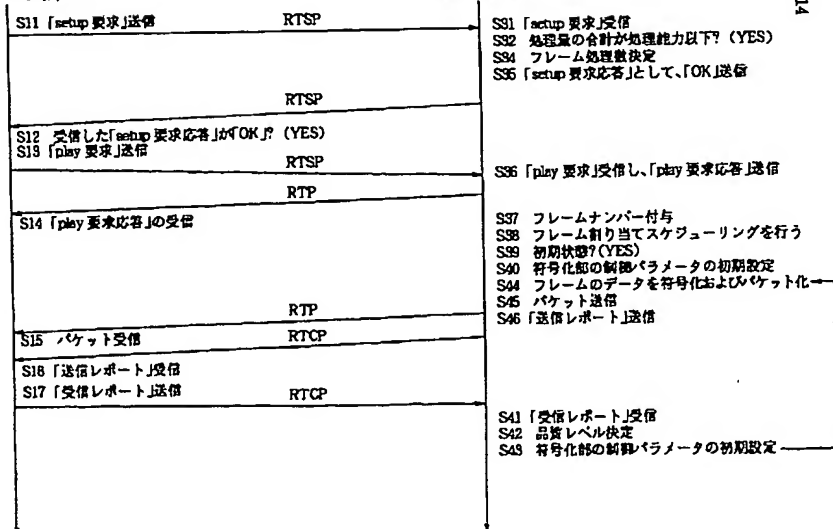 S11「setup 要求」送信
RTSP
S31「setup 要求」受信
S32 処理量の合計が処理能力以下?(YES)
S34 フレーム処理数決定
S35「setup 要求応答」として、「OK」送信
14
RTSP
S12 受信した「setup 要求応答」が「OK」?(YES)
S13「play 要求」送信
RTSP
S36「play 要求」受信し、「play 要求応答」送信
RTP
S14「play 要求応答」の受信
S37 フレームナンバー付与
S38 フレーム割り当てスケジューリングを行う
S39 初期状態?(YES)
S40 符号化部の制御パラメータの初期設定
S44 フレームのデータを符号化およびパケット化
S45 パケット送信
S46「送信レポート」送信
RTP
S15 パケット受信
RTCP
S16「送信レポート」受信
S17「受信レポート」送信
RTCP
S41「受信レポート」受信
S42 品質レベル決定
S43 符号化部の制御パラメータの初期設定